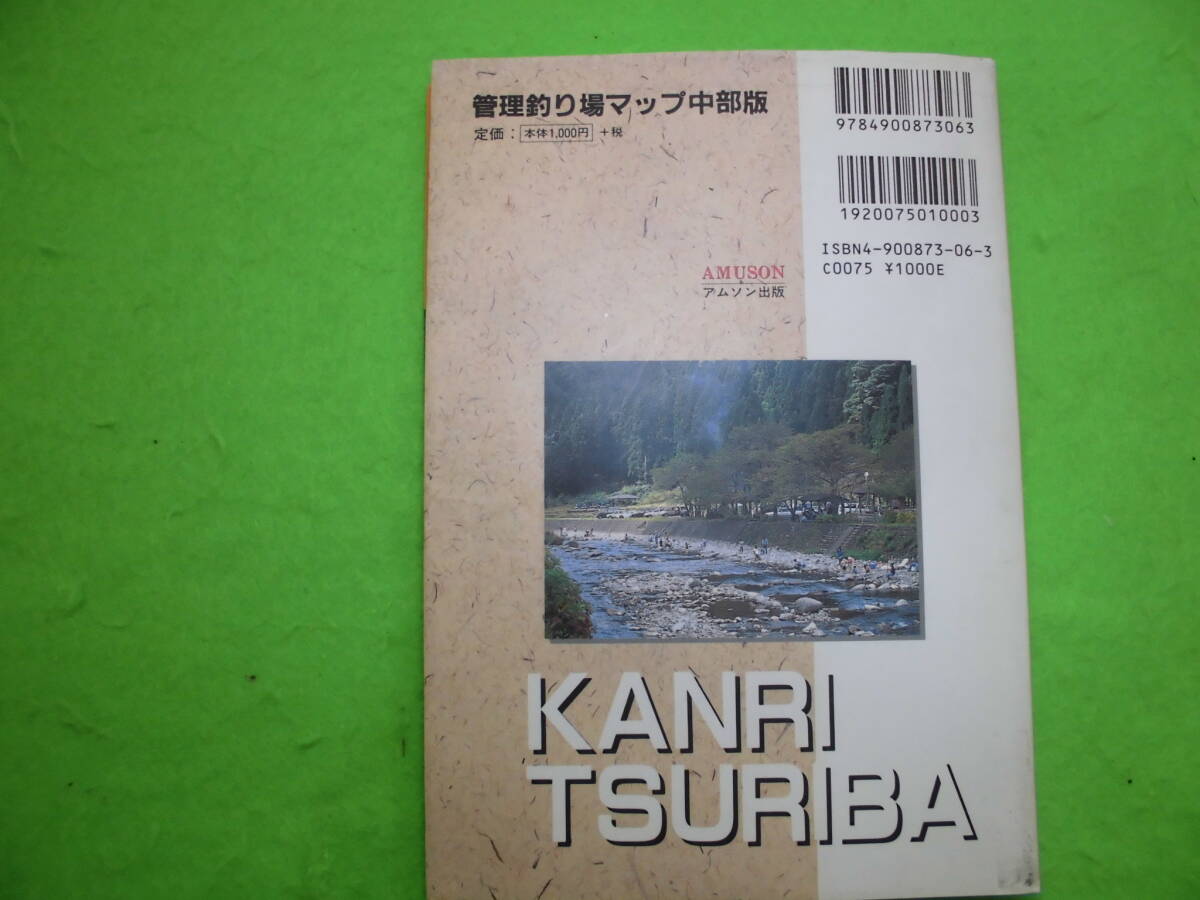 管理釣り場マップ中部版
定価：本体1,000円 +税
9784900873063
1920075010003
ISBN4-900873-06-3
C0075 ¥1000E
AMUSON
アムソン出版
KANRI
TSURIBA